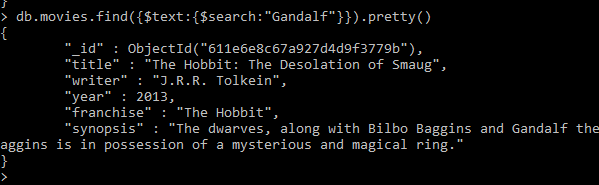 > db.movies.find({$text:{$search:"Gandalf"}}).pretty()
{
"_id" : ObjectId("611e6e8c67a927d4d9f3779b"),
"title" : "The Hobbit: The Desolation of Smaug",
"writer" : "J.R.R. Tolkein",
"year" : 2013,
"franchise" : "The Hobbit",
"synopsis" : "The dwarves, along with Bilbo Baggins and Gandalf the
aggins is in possession of a mysterious and magical ring."
}
>